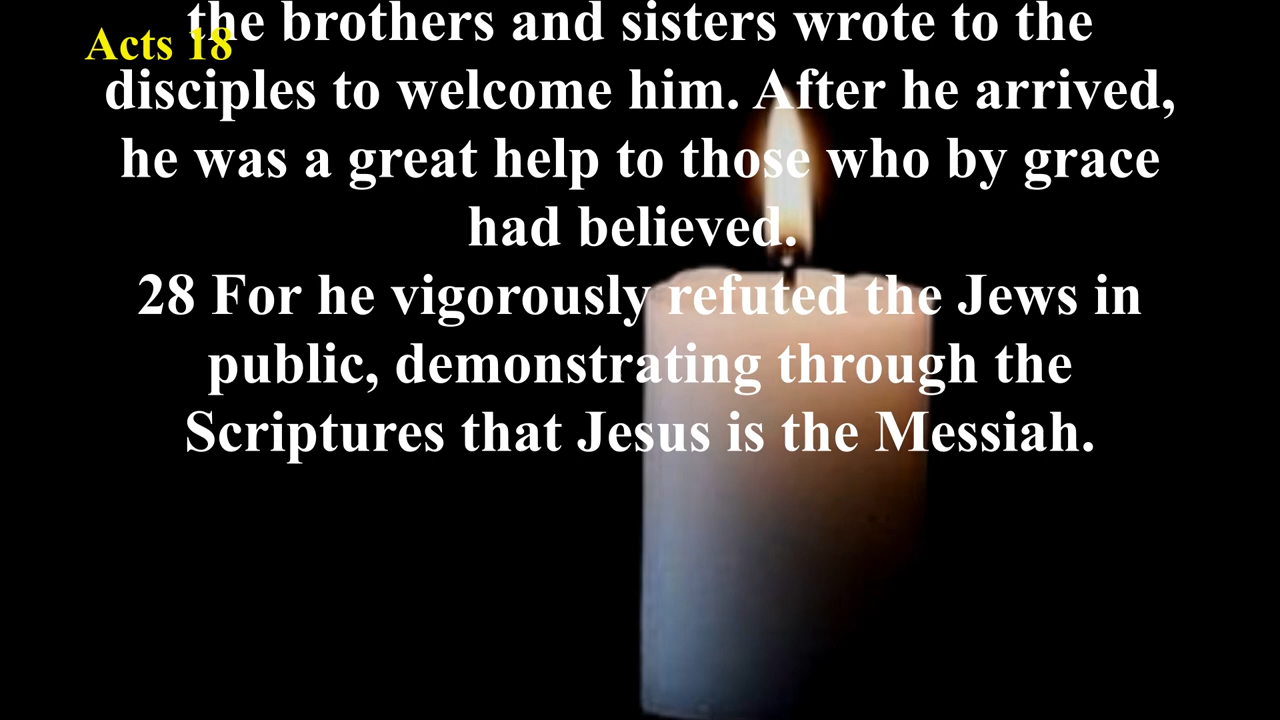 the brothers and sisters wrote to the
Acts 18
disciples to welcome him. After he arrived,
he was a great help to those who by grace
had believed.
28 For he vigorously refuted the Jews in
public, demonstrating through the
Scriptures that Jesus is the Messiah.